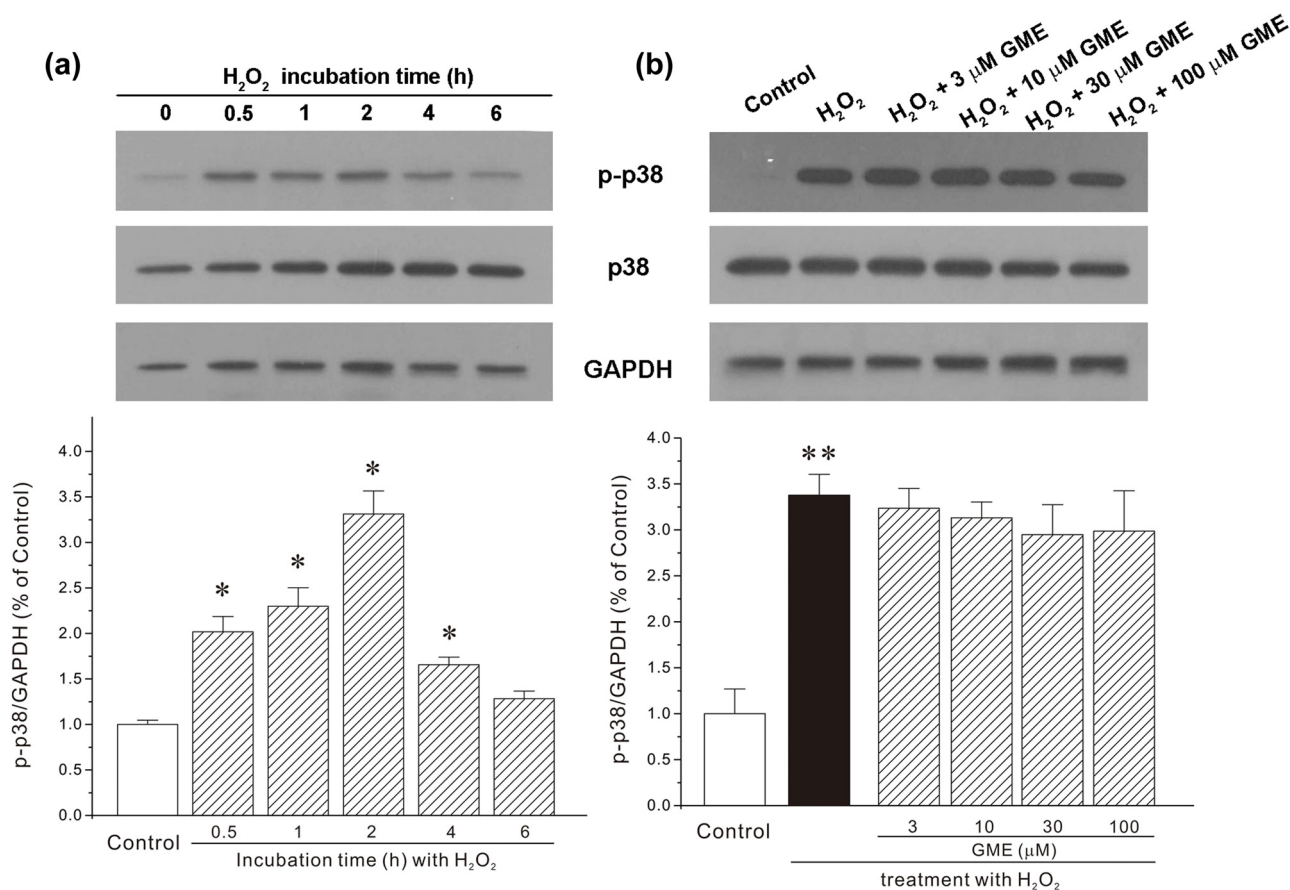 (a)
H₂O₂ incubation time (h)
0 0.5 1 2 4 6
p-p38
p38
GAPDH
p-p38/GAPDH (% of Control)
4.0
3.5
3.0
2.5
2.0
1.5
1.0
0.5
0.0
* * * *
Control 0.5 1 2 4 6
Incubation time (h) with H₂O₂
(b)
Control
H₂O₂
H₂O₂ + 3 μM GME
H₂O₂ + 10 μM GME
H₂O₂ + 30 μM GME
H₂O₂ + 100 μM GME
p-p38/GAPDH (% of Control)
4.0
3.5
3.0
2.5
2.0
1.5
1.0
0.5
0.0
**
Control 3 10 30 100
GME (μM)
treatment with H₂O₂